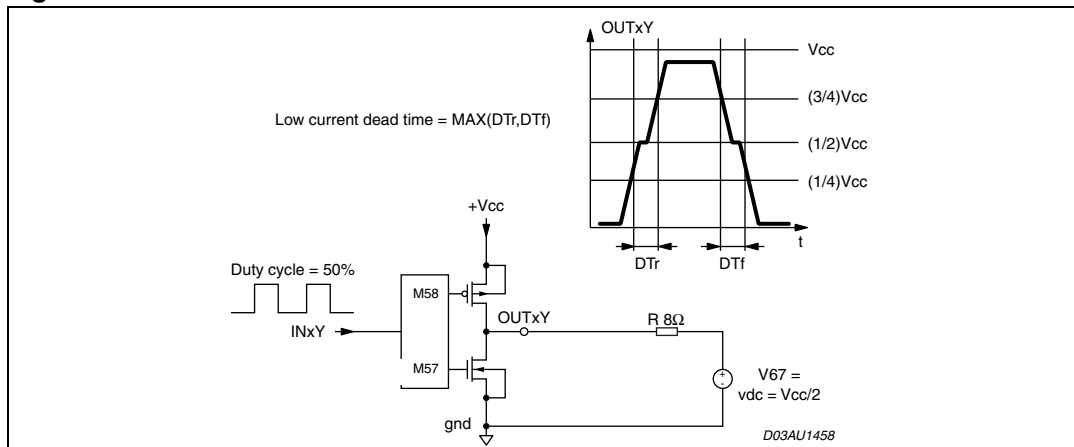 OUTxY
Vcc
(3/4)Vcc
Low current dead time = MAX(DTr,DTf)
(1/2)Vcc
(1/4)Vcc
+Vcc
t
DTr
DTf
Duty cycle = 50%
M58
OUTxY
R 8Ω
INxY
M57
+
-
V67 =
vdc = Vcc/2
gnd
D03AU1458